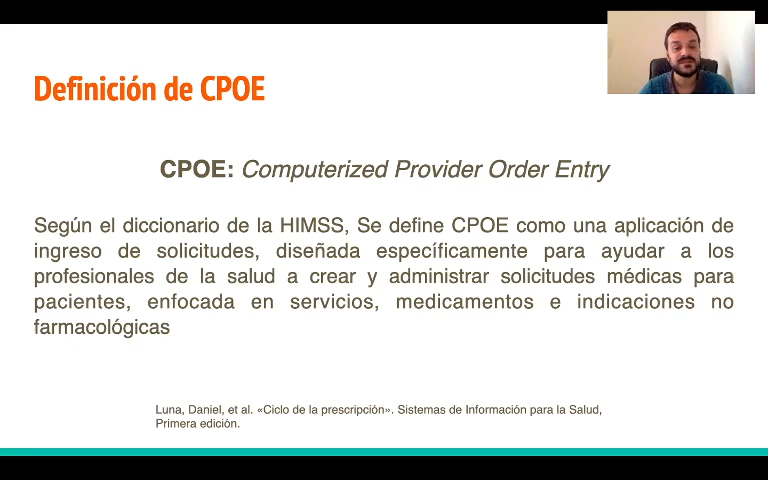 Definición de CPOE
CPOE: Computerized Provider Order Entry
Según el diccionario de la HIMSS, Se define CPOE como una aplicación de
ingreso de solicitudes, diseñada específicamente para ayudar a los
profesionales de la salud a crear y administrar solicitudes médicas para
pacientes, enfocada en servicios, medicamentos e indicaciones no
farmacológicas
Luna, Daniel, et al. «Ciclo de la prescripción». Sistemas de Información para la Salud,
Primera edición.